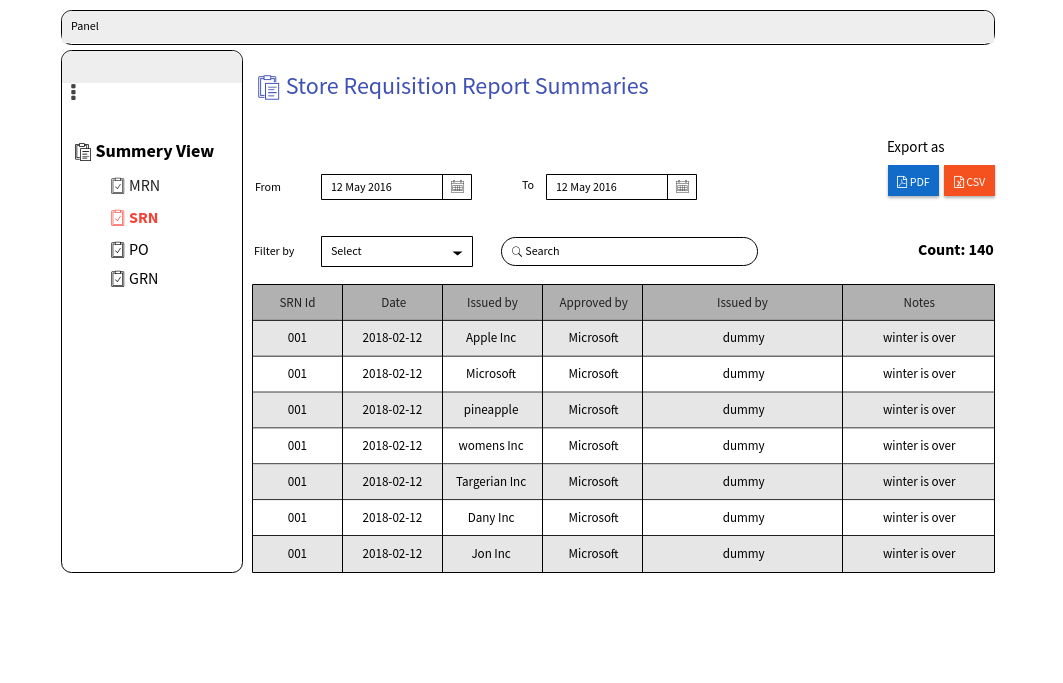 Panel
Store Requisition Report Summaries
Summery View
MRN
SRN
PO
GRN
Export as
PDF CSV
From 12 May 2016 To 12 May 2016
Filter by Select Search Count: 140
SRN Id Date Issued by Approved by Issued by Notes
001 2018-02-12 Apple Inc Microsoft dummy winter is over
001 2018-02-12 Microsoft Microsoft dummy winter is over
001 2018-02-12 pineapple Microsoft dummy winter is over
001 2018-02-12 womens Inc Microsoft dummy winter is over
001 2018-02-12 Targerian Inc Microsoft dummy winter is over
001 2018-02-12 Dany Inc Microsoft dummy winter is over
001 2018-02-12 Jon Inc Microsoft dummy winter is over